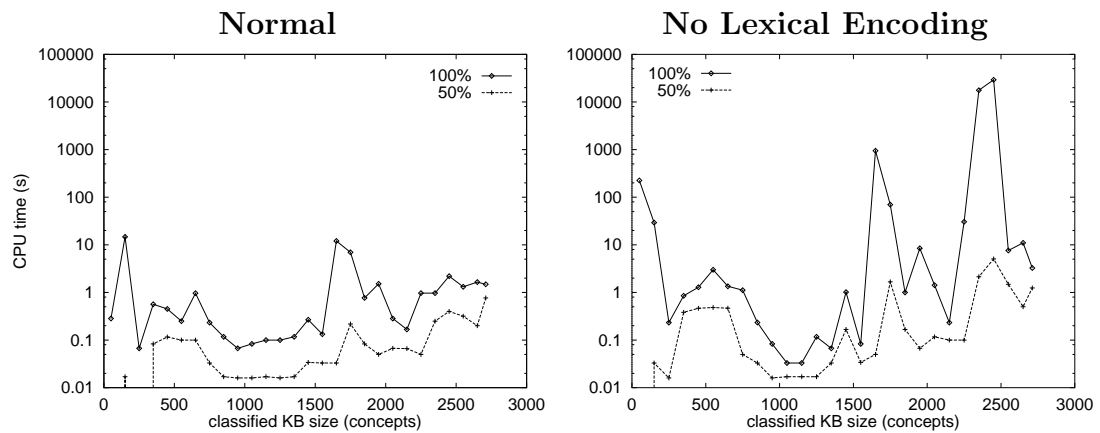 Normal
No Lexical Encoding
CPU time (s)
100000
10000
1000
100
10
1
0.1
0.01
100%
50%
0 500 1000 1500 2000 2500 3000
classified KB size (concepts)
100000
10000
1000
100
10
1
0.1
0.01
100%
50%
0 500 1000 1500 2000 2500 3000
classified KB size (concepts)